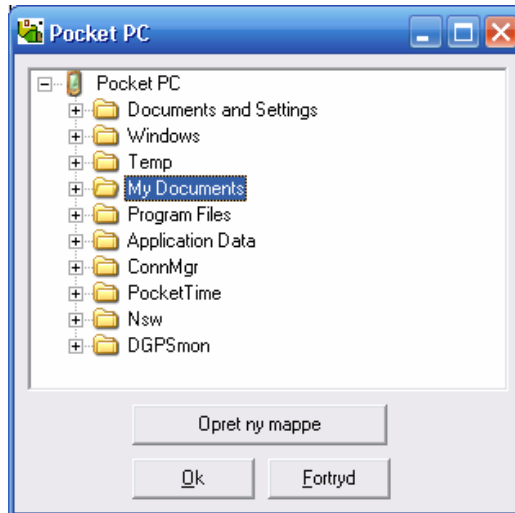 Pocket PC
Pocket PC
Documents and Settings
Windows
Temp
My Documents
Program Files
Application Data
ConnMgr
PocketTime
Nsw
DGPSmon
Opret ny mappe
Ok
Fortryd